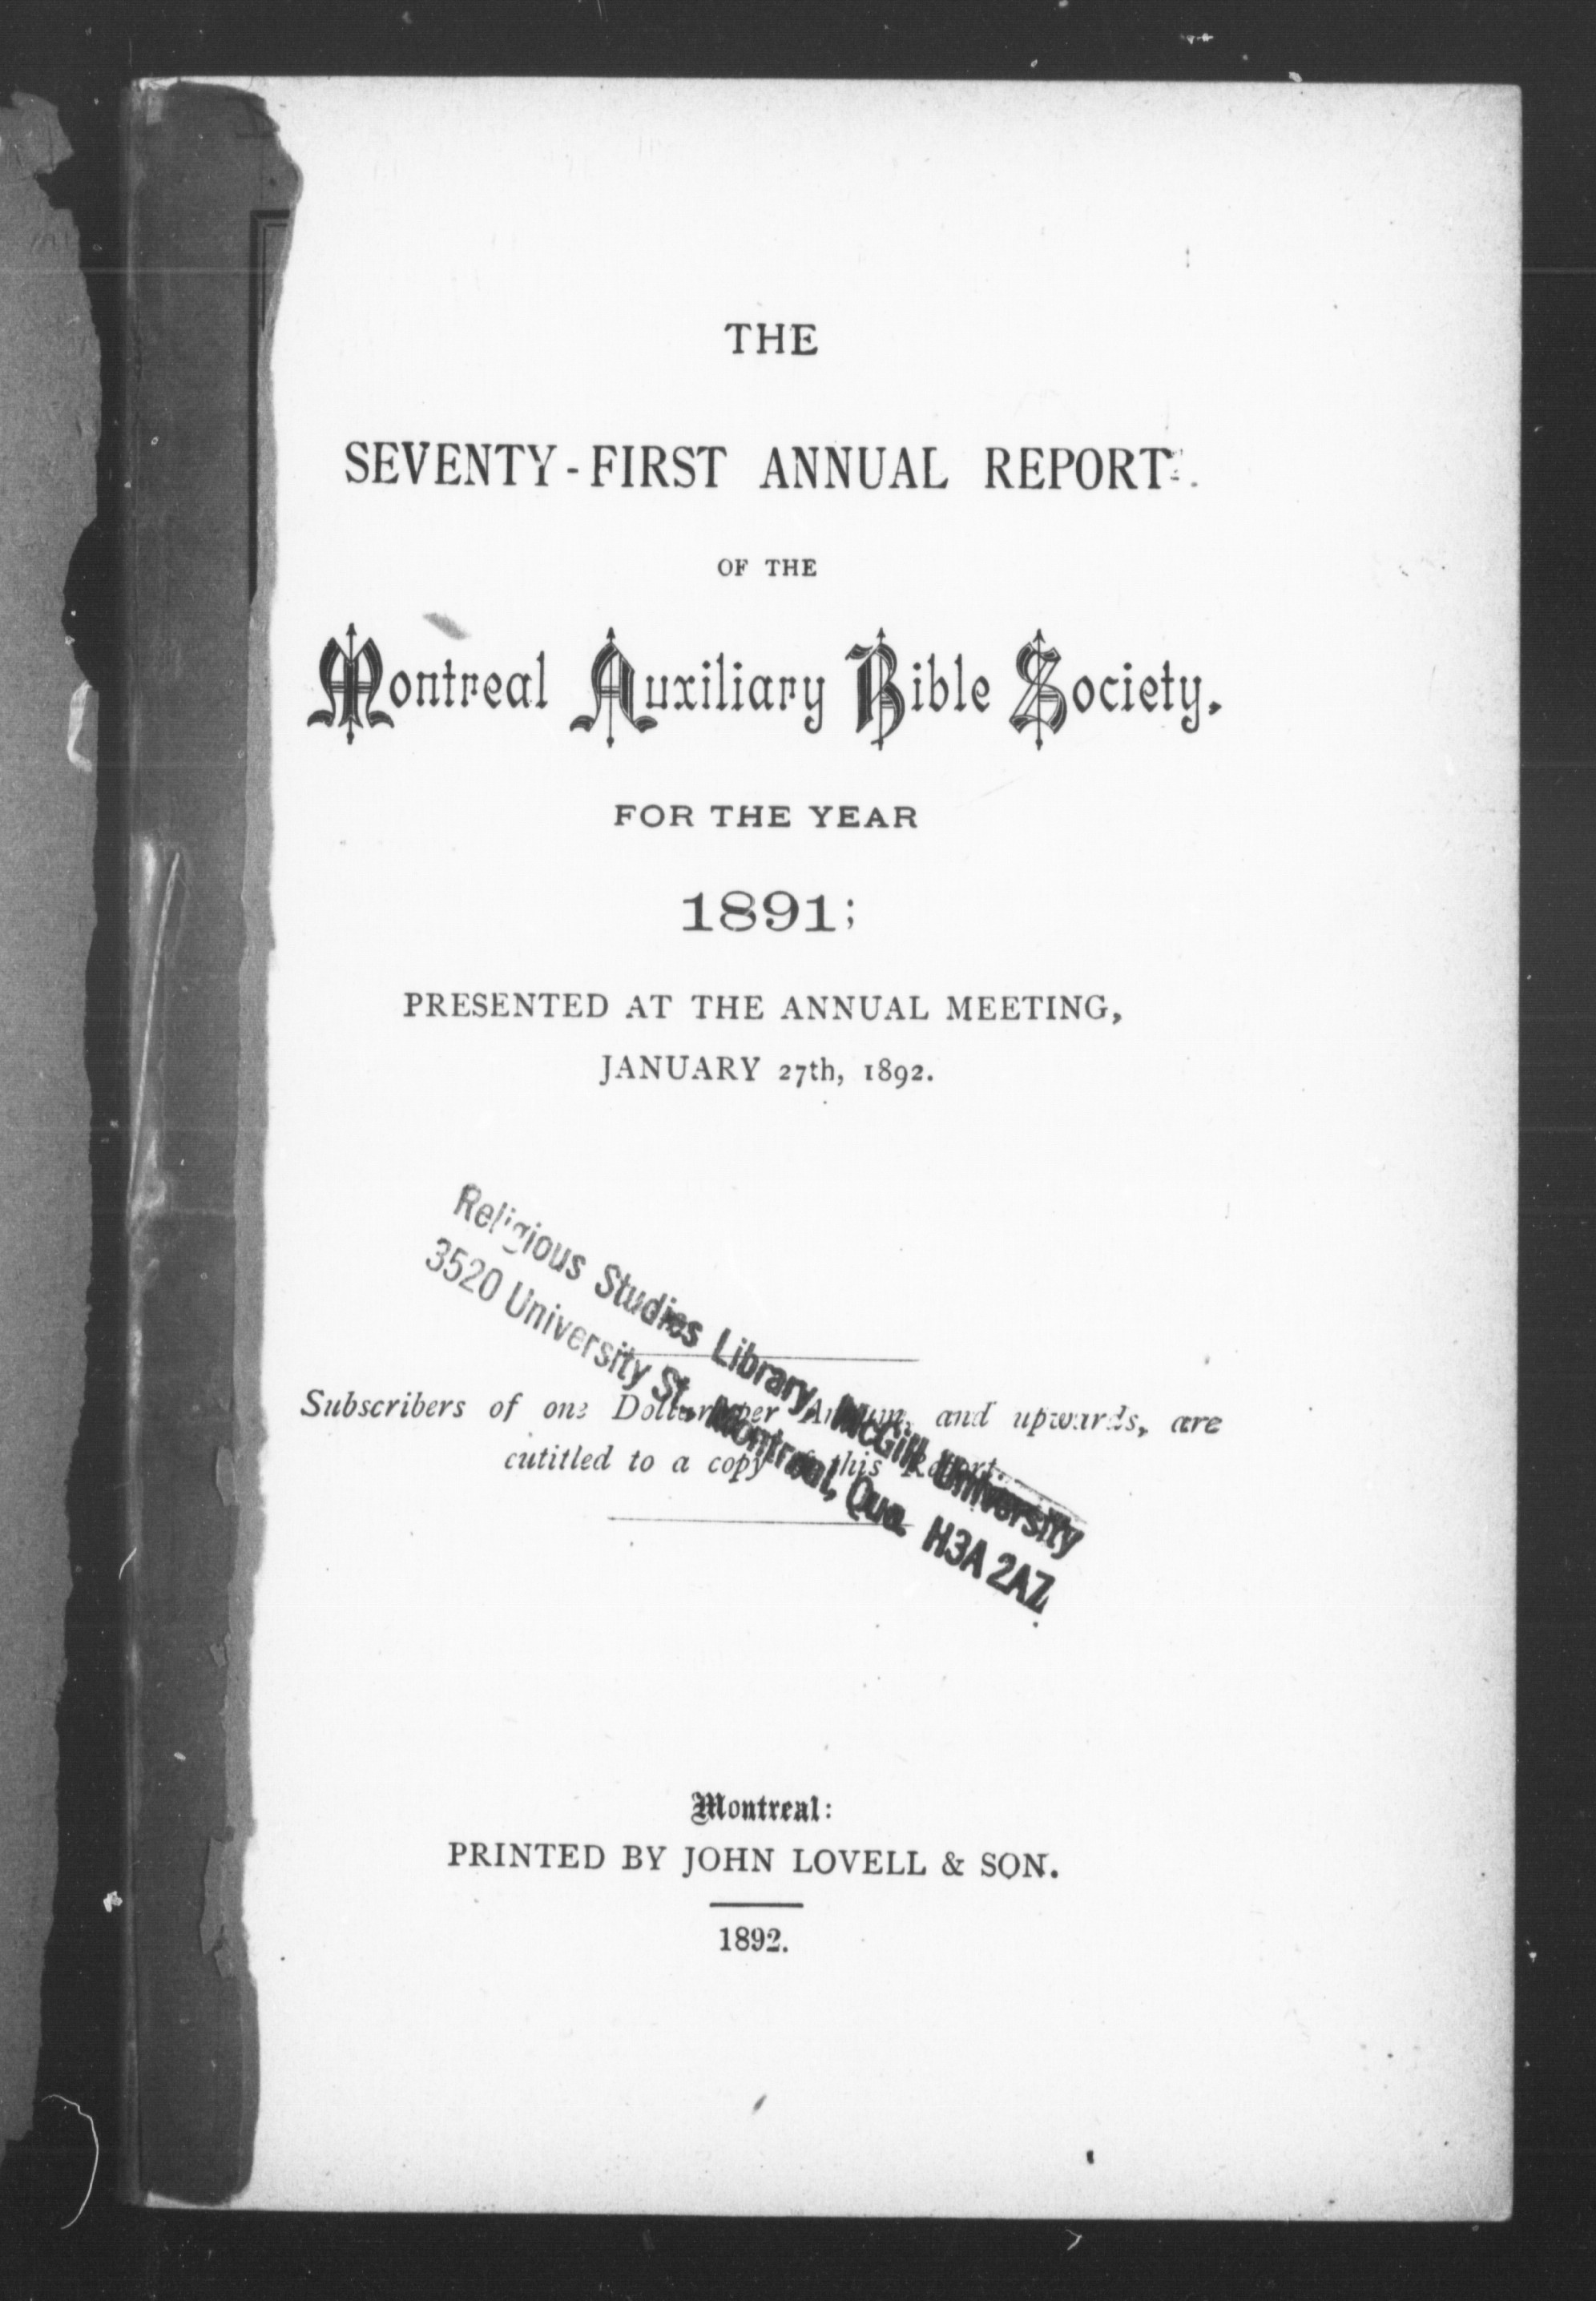 THE
SEVENTY-FIRST ANNUAL REPORT
OF THE
Montreal Auxiliary Bible Society,
FOR THE YEAR
1891;
PRESENTED AT THE ANNUAL MEETING,
JANUARY 27th, 1892.
Religious Studies Library, McGill University
3520 University St. Montreal, Que. H3A 2AZ
Subscribers of one Dollar per Annum, and upwards, are
cutitled to a copy of this Report.
Montreal:
PRINTED BY JOHN LOVELL & SON.
1892.